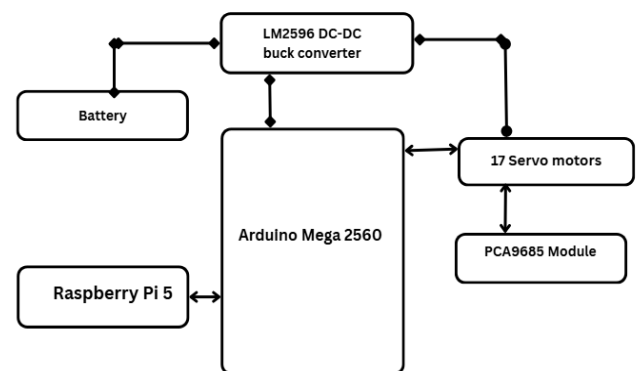 LM2596 DC-DC
buck converter
Battery
17 Servo motors
Arduino Mega 2560
PCA9685 Module
Raspberry Pi 5